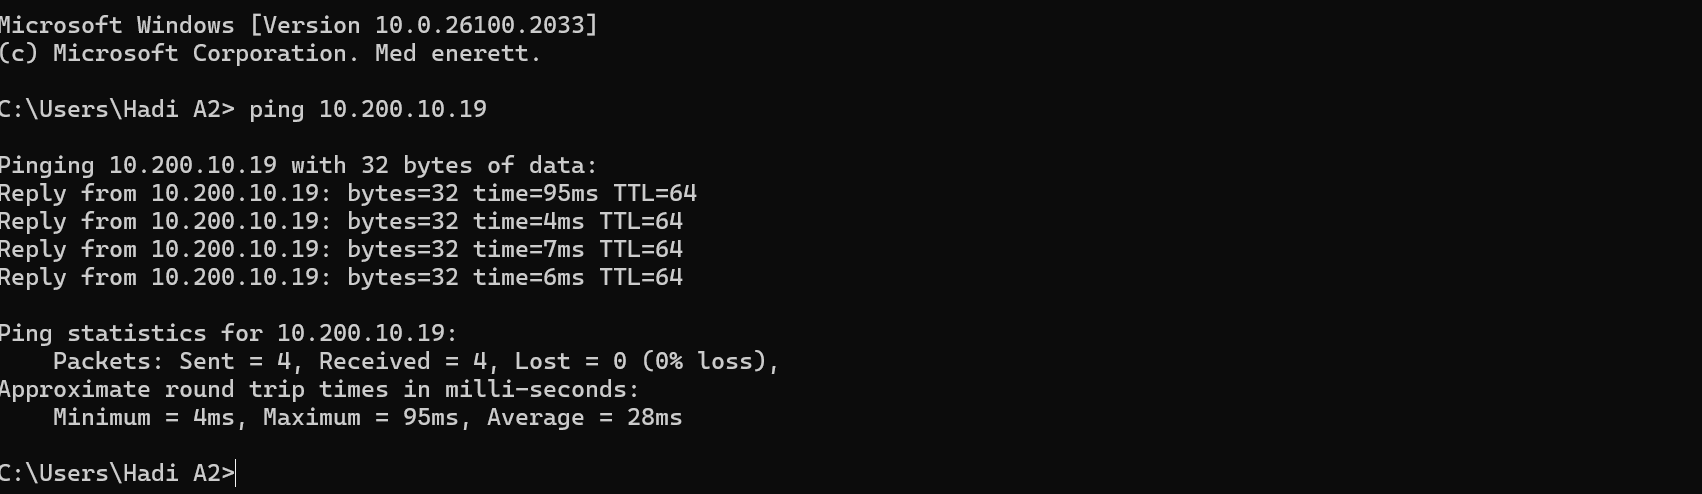 Microsoft Windows [Version 10.0.26100.2033]
(c) Microsoft Corporation. Med enerett.
C:\Users\Hadi A2> ping 10.200.10.19
Pinging 10.200.10.19 with 32 bytes of data:
Reply from 10.200.10.19: bytes=32 time=95ms TTL=64
Reply from 10.200.10.19: bytes=32 time=4ms TTL=64
Reply from 10.200.10.19: bytes=32 time=7ms TTL=64
Reply from 10.200.10.19: bytes=32 time=6ms TTL=64
Ping statistics for 10.200.10.19:
    Packets: Sent = 4, Received = 4, Lost = 0 (0% loss),
Approximate round trip times in milli-seconds:
    Minimum = 4ms, Maximum = 95ms, Average = 28ms
C:\Users\Hadi A2>